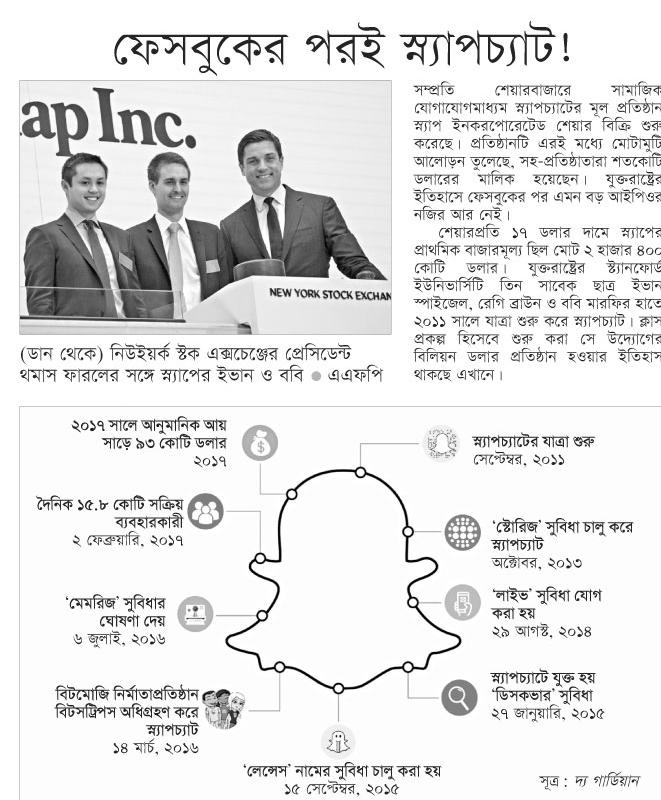 ফেসবুকের পরই স্ন্যাপচ্যাট!
ap Inc.
NEW YORK STOCK EXCHAN
(ডান থেকে) নিউইয়র্ক স্টক এক্সচেঞ্জের প্রেসিডেন্ট
থমাস ফারলের সঙ্গে স্ন্যাপের ইভান ও ববি ● এএফপি
সম্প্রতি শেয়ারবাজারে সামাজিক
যোগাযোগমাধ্যম স্ন্যাপচ্যাটের মূল প্রতিষ্ঠান
স্ন্যাপ ইনকরপোরেটেড শেয়ার বিক্রি শুরু
করেছে। প্রতিষ্ঠানটি এরই মধ্যে মোটামুটি
আলোড়ন তুলেছে, সহ-প্রতিষ্ঠাতারা শতকোটি
ডলারের মালিক হয়েছেন। যুক্তরাষ্ট্রের
ইতিহাসে ফেসবুকের পর এমন বড় আইপিওর
নজির আর নেই।
শেয়ারপ্রতি ১৭ ডলার দামে স্ন্যাপের
প্রাথমিক বাজারমূল্য ছিল মোট ২ হাজার ৪০০
কোটি ডলার। যুক্তরাষ্ট্রের স্ট্যানফোর্ড
ইউনিভার্সিটি তিন সাবেক ছাত্র ইভান
স্পাইজেল, রেগি ব্রাউন ও ববি মারফির হাতে
২০১১ সালে যাত্রা শুরু করে স্ন্যাপচ্যাট। ক্লাস
প্রকল্প হিসেবে শুরু করা সে উদ্যোগের
বিলিয়ন ডলার প্রতিষ্ঠান হওয়ার ইতিহাস
থাকছে এখানে।
স্ন্যাপচ্যাটের যাত্রা শুরু
সেপ্টেম্বর, ২০১১
‘স্টোরিজ’ সুবিধা চালু করে
স্ন্যাপচ্যাট
অক্টোবর, ২০১৩
‘লাইভ’ সুবিধা যোগ
করা হয়
২৯ আগস্ট, ২০১৪
স্ন্যাপচ্যাটে যুক্ত হয়
‘ডিসকভার’ সুবিধা
২৭ জানুয়ারি, ২০১৫
‘লেন্সেস’ নামের সুবিধা চালু করা হয়
১৫ সেপ্টেম্বর, ২০১৫
বিটমোজি নির্মাতাপ্রতিষ্ঠান
বিটসট্রিপস অধিগ্রহণ করে
স্ন্যাপচ্যাট
১৪ মার্চ, ২০১৬
‘মেমরিজ’ সুবিধার
ঘোষণা দেয়
৬ জুলাই, ২০১৬
দৈনিক ১৫.৮ কোটি সক্রিয়
ব্যবহারকারী
২ ফেব্রুয়ারি, ২০১৭
২০১৭ সালে আনুমানিক আয়
সাড়ে ৯৩ কোটি ডলার
২০১৭
সূত্র : দ্য গার্ডিয়ান